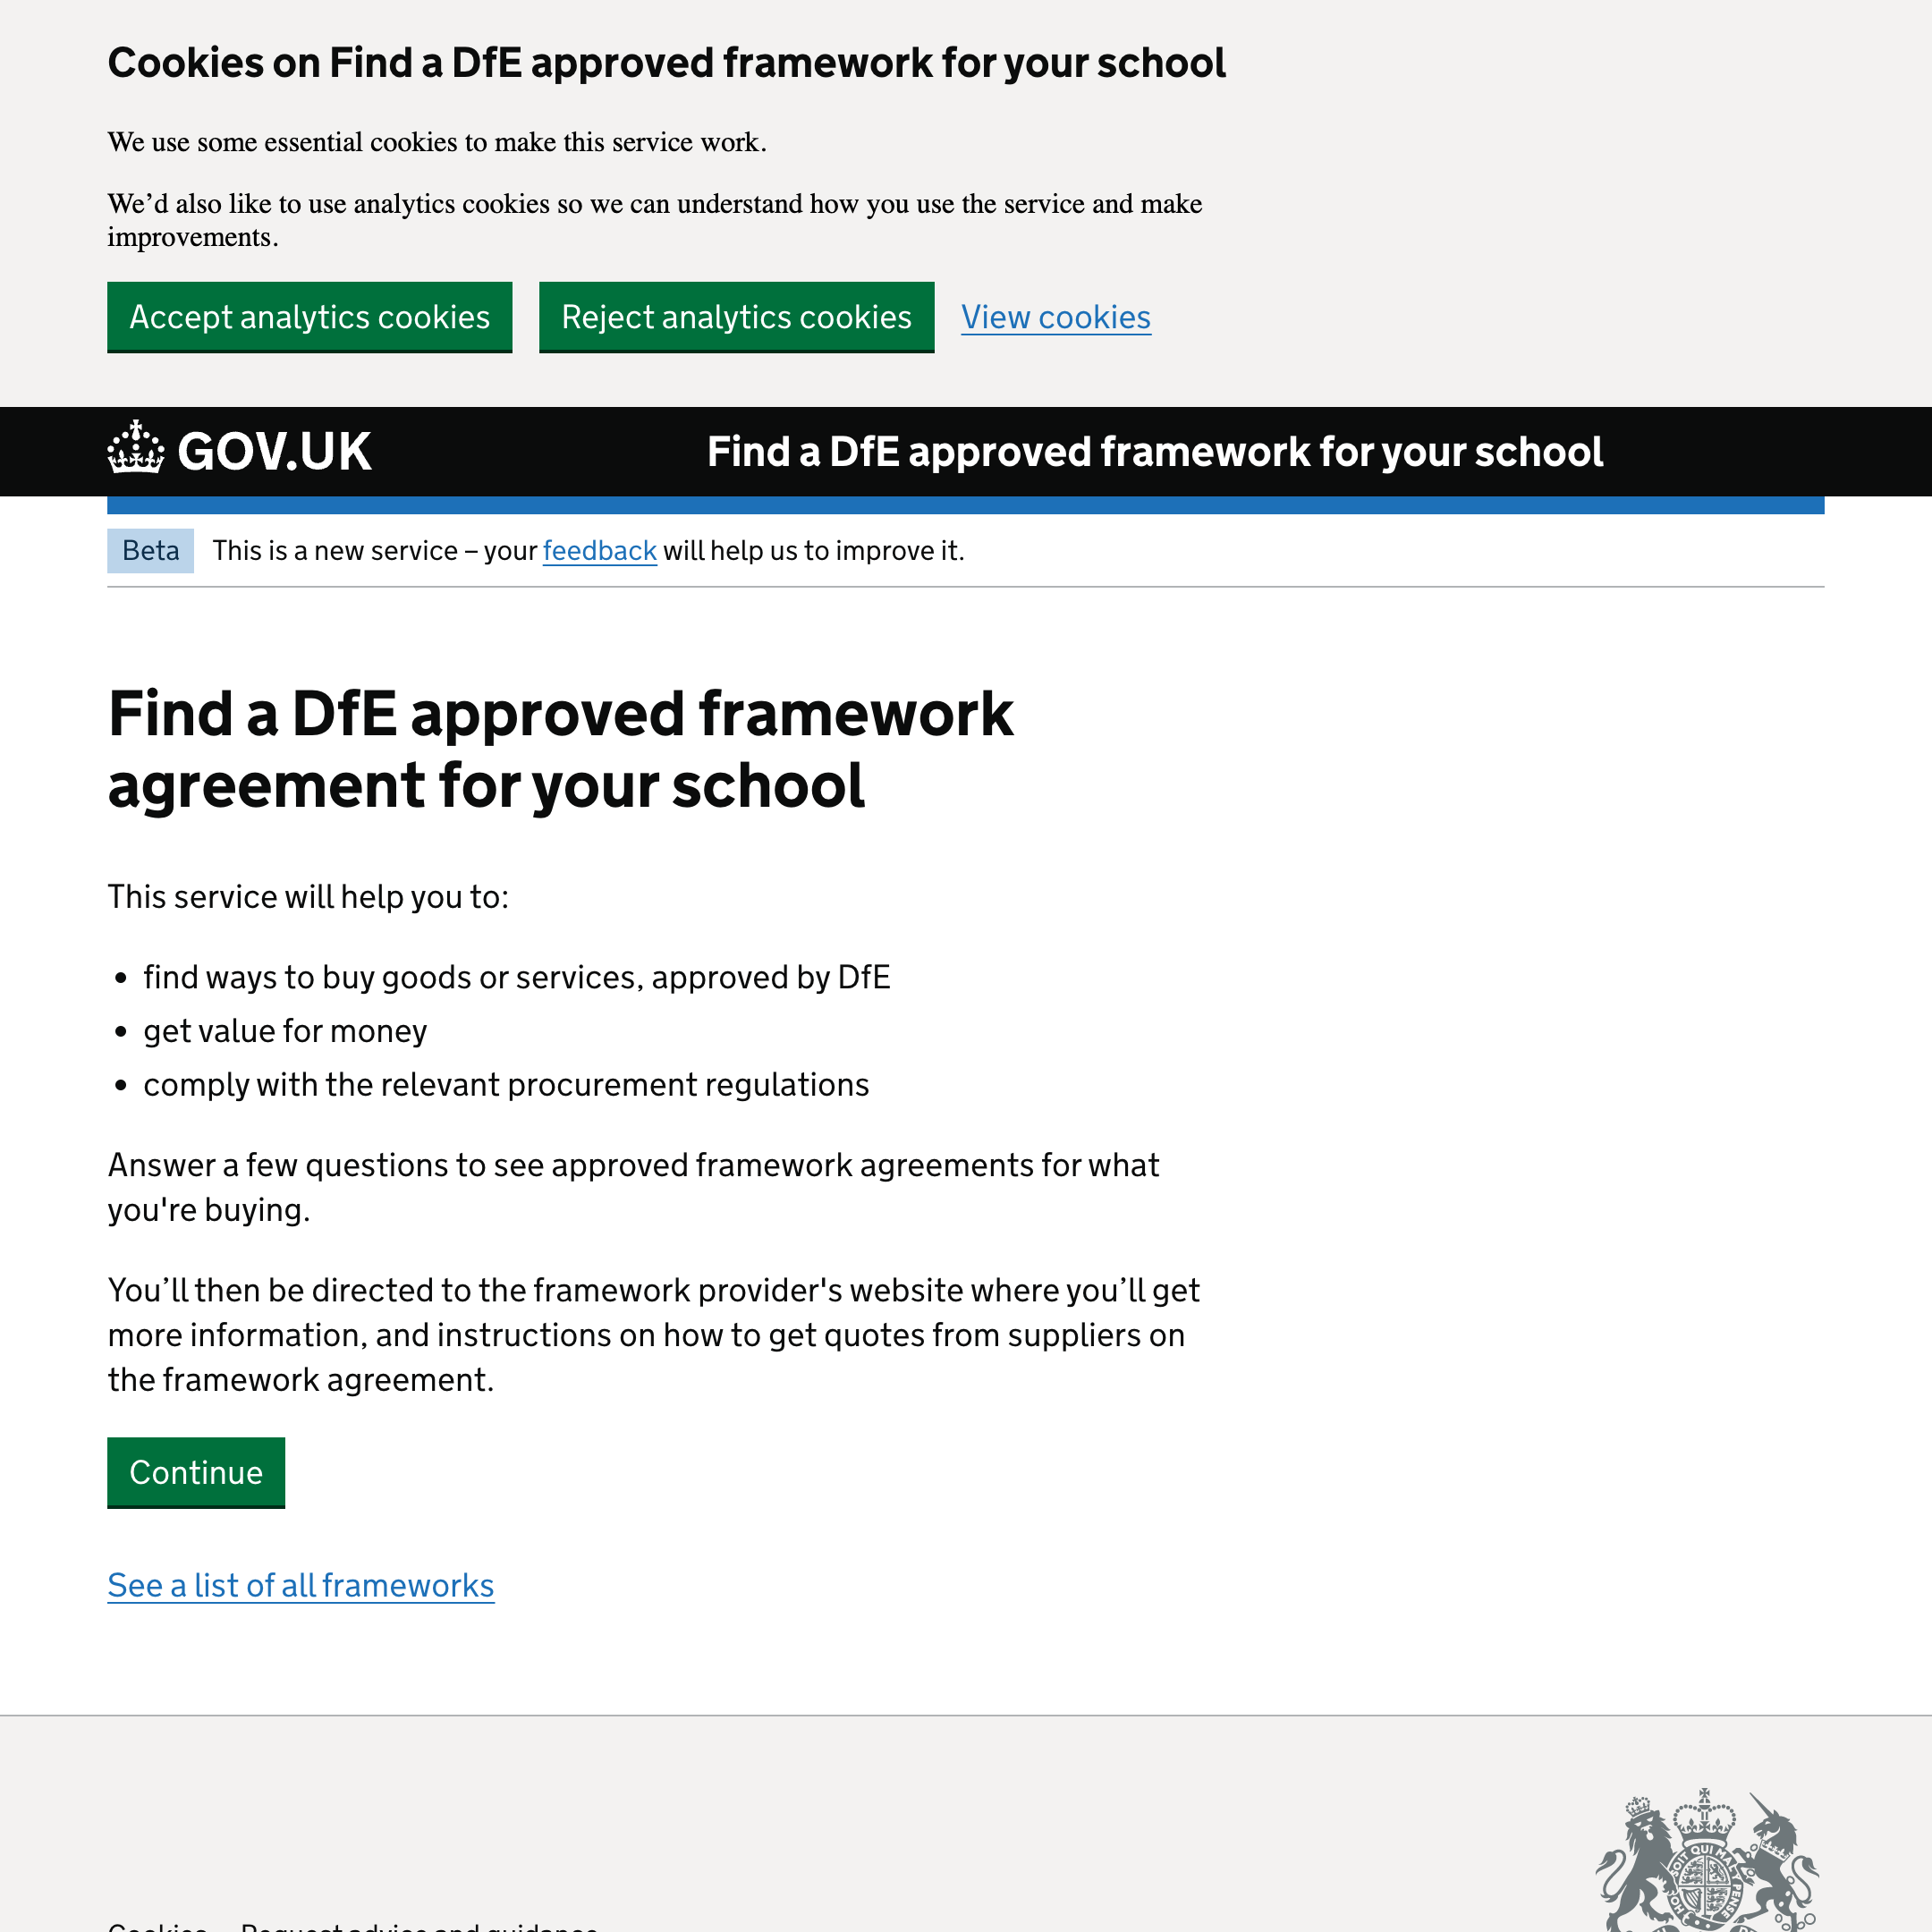 Cookies on Find a DfE approved framework for your school
We use some essential cookies to make this service work.
We’d also like to use analytics cookies so we can understand how you use the service and make
improvements.
Accept analytics cookies Reject analytics cookies View cookies
GOV.UK Find a DfE approved framework for your school
Beta This is a new service – your feedback will help us to improve it.
Find a DfE approved framework
agreement for your school
This service will help you to:
• find ways to buy goods or services, approved by DfE
• get value for money
• comply with the relevant procurement regulations
Answer a few questions to see approved framework agreements for what
you're buying.
You’ll then be directed to the framework provider's website where you’ll get
more information, and instructions on how to get quotes from suppliers on
the framework agreement.
Continue
See a list of all frameworks
Cookies Request advice and guidance